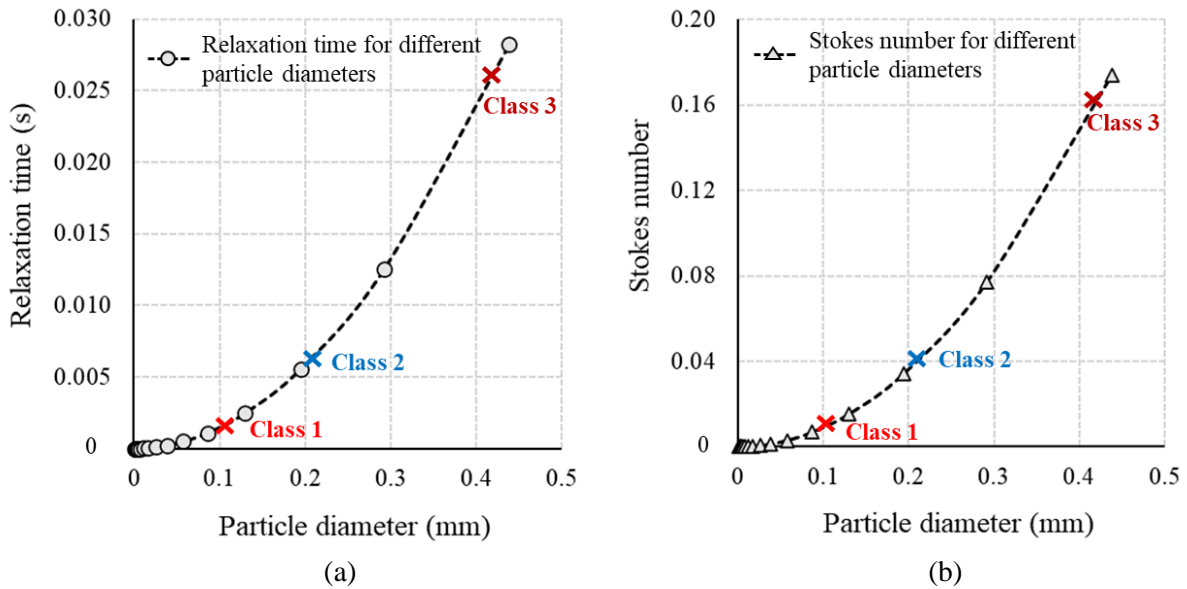 0.030
0.025
0.020
0.015
0.010
0.005
0
Relaxation time (s)
Relaxation time for different
particle diameters
Class 3
Class 2
Class 1
0 0.1 0.2 0.3 0.4 0.5
Particle diameter (mm)
(a)
0.20
0.16
0.12
0.08
0.04
0
Stokes number
Stokes number for different
particle diameters
Class 3
Class 2
Class 1
0 0.1 0.2 0.3 0.4 0.5
Particle diameter (mm)
(b)